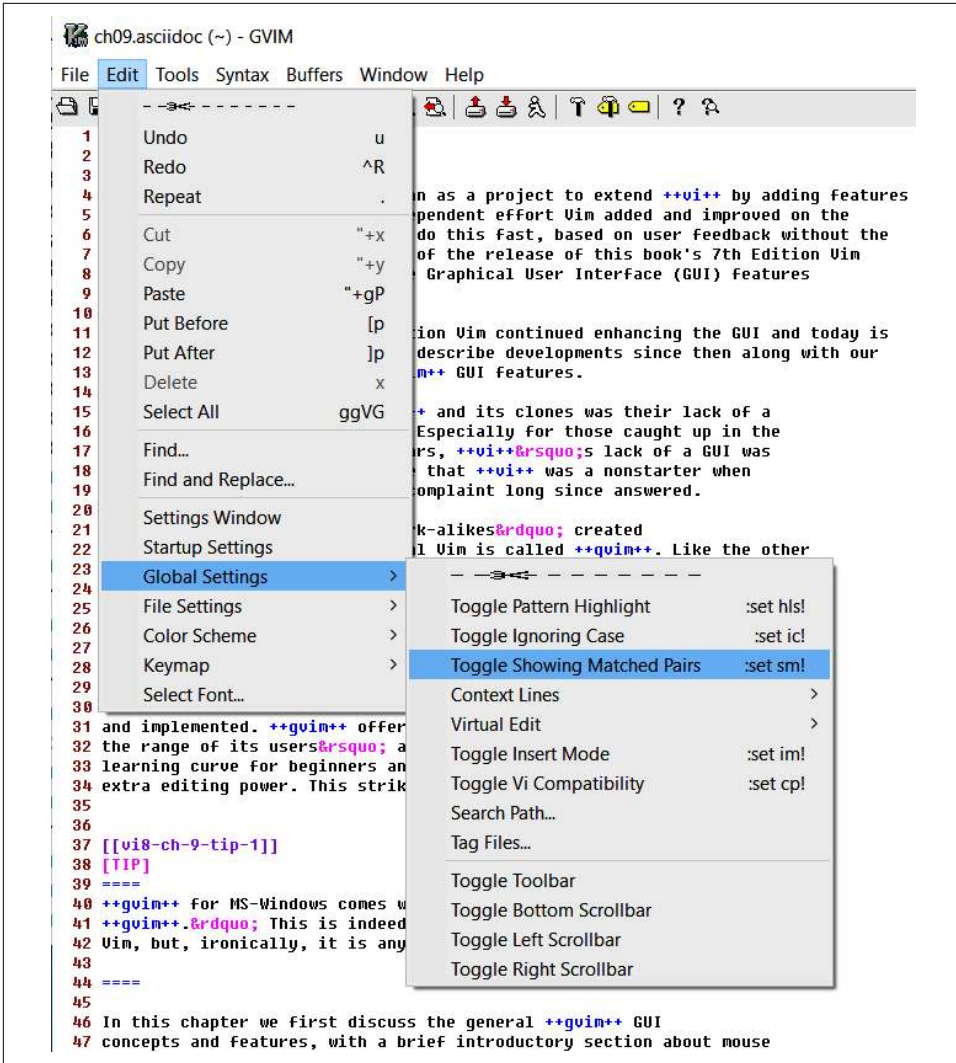 ch09.asciidoc (~) - GVIM
File Edit Tools Syntax Buffers Window Help
Undo u
Redo ^R
Repeat .
Cut "+x
Copy "+y
Paste "+gP
Put Before [p
Put After ]p
Delete x
Select All ggVG
Find...
Find and Replace...
Settings Window
Startup Settings
Global Settings >
File Settings >
Color Scheme >
Keymap >
Select Font...
Toggle Pattern Highlight :set hls!
Toggle Ignoring Case :set ic!
Toggle Showing Matched Pairs :set sm!
Context Lines >
Virtual Edit >
Toggle Insert Mode :set im!
Toggle Vi Compatibility :set cp!
Search Path...
Tag Files...
Toggle Toolbar
Toggle Bottom Scrollbar
Toggle Left Scrollbar
Toggle Right Scrollbar
1
2
3
4 as a project to extend ++vi++ by adding features
5 effort Vim added and improved on the
6 do this fast, based on user feedback without the
7 of the release of this book's 7th Edition Vim
8 Graphical User Interface (GUI) features
9
10
11 Vim continued enhancing the GUI and today is
12 describe developments since then along with our
13 GUI features.
14
15 and its clones was their lack of a
16 Especially for those caught up in the
17 ++vi++&rsquo;s lack of a GUI was
18 that ++vi++ was a nonstarter when
19 long since answered.
20
21 created
22 Vim is called ++gvim++. Like the other
23
24
25
26
27
28
29
30
31 and implemented. ++gvim++ offer
32 the range of its users&rsquo; a
33 learning curve for beginners an
34 extra editing power. This strik
35
36
37 [[vi8-ch-9-tip-1]]
38 [TIP]
39 ====
40 ++gvim++ for MS-Windows comes w
41 ++gvim++.&rdquo; This is indeed
42 Vim, but, ironically, it is any
43
44 ====
45
46 In this chapter we first discuss the general ++gvim++ GUI
47 concepts and features, with a brief introductory section about mouse